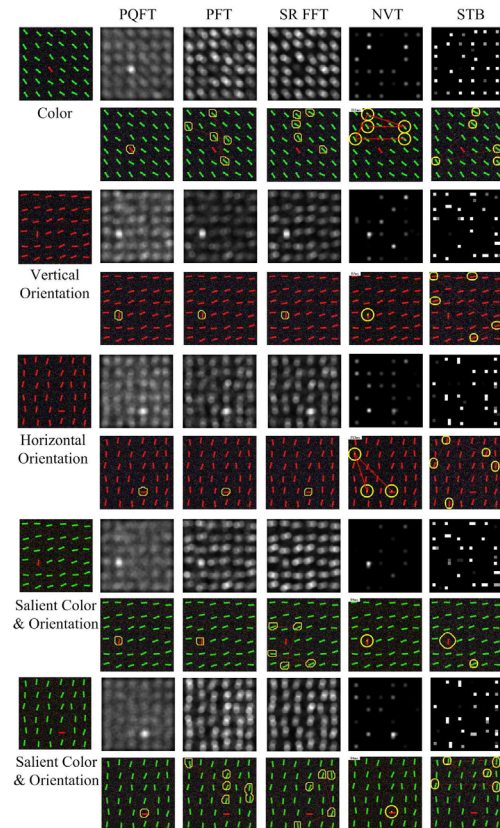 PQFT PFT SR FFT NVT STB
Color
Vertical
Orientation
Horizontal
Orientation
Salient Color
& Orientation
Salient Color
& Orientation